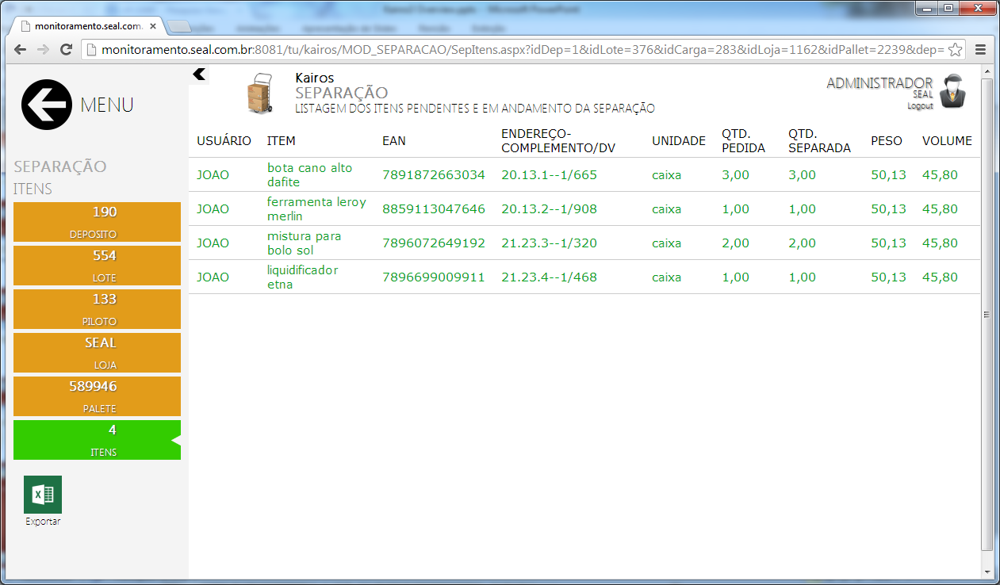 monitoramento.seal.com.
monitoramento.seal.com.br:8081/tu/kairos/MOD_SEPARACAO/SepItens.aspx?idDep=1&idLote=376&idCarga=283&idLoja=1162&idPallet=2239&dep=
MENU
SEPARAÇÃO
ITENS
190
DEPOSITO
554
LOTE
133
PILOTO
SEAL
LOJA
589946
PALETE
4
ITENS
Exportar
Kairos
SEPARAÇÃO
LISTAGEM DOS ITENS PENDENTES E EM ANDAMENTO DA SEPARAÇÃO
ADMINISTRADOR
SEAL
Logout
USUÁRIO ITEM EAN ENDEREÇO-COMPLEMENTO/DV UNIDADE QTD. PEDIDA QTD. SEPARADA PESO VOLUME
JOAO bota cano alto dafite 7891872663034 20.13.1--1/665 caixa 3,00 3,00 50,13 45,80
JOAO ferramenta leroy merlin 8859113047646 20.13.2--1/908 caixa 1,00 1,00 50,13 45,80
JOAO mistura para bolo sol 7896072649192 21.23.3--1/320 caixa 2,00 2,00 50,13 45,80
JOAO liquidificador etna 7896699009911 21.23.4--1/468 caixa 1,00 1,00 50,13 45,80